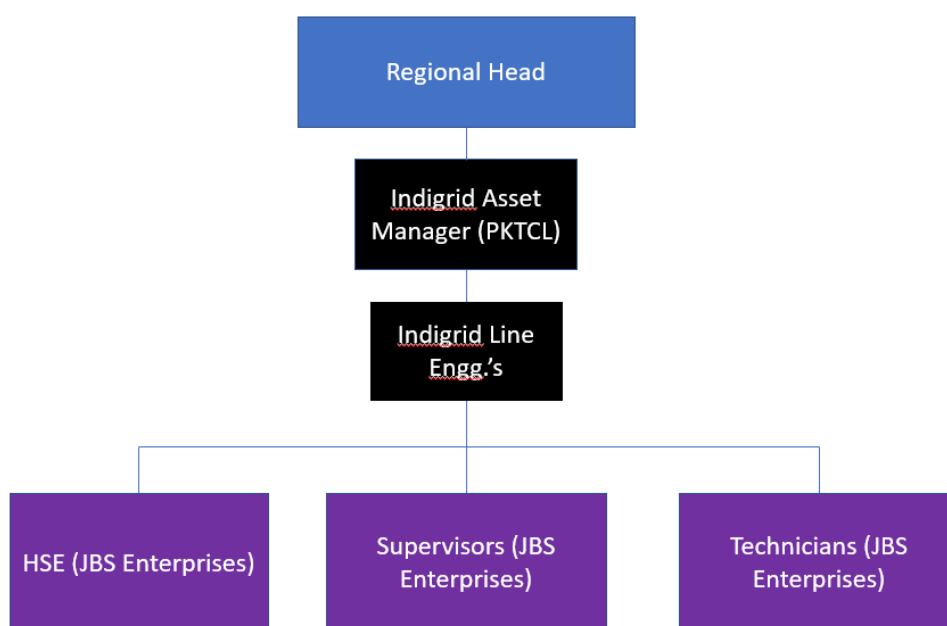 Regional Head
Indigrid Asset
Manager (PKTCL)
Indigrid Line
Engg.’s
HSE (JBS Enterprises)
Supervisors (JBS
Enterprises)
Technicians (JBS
Enterprises)